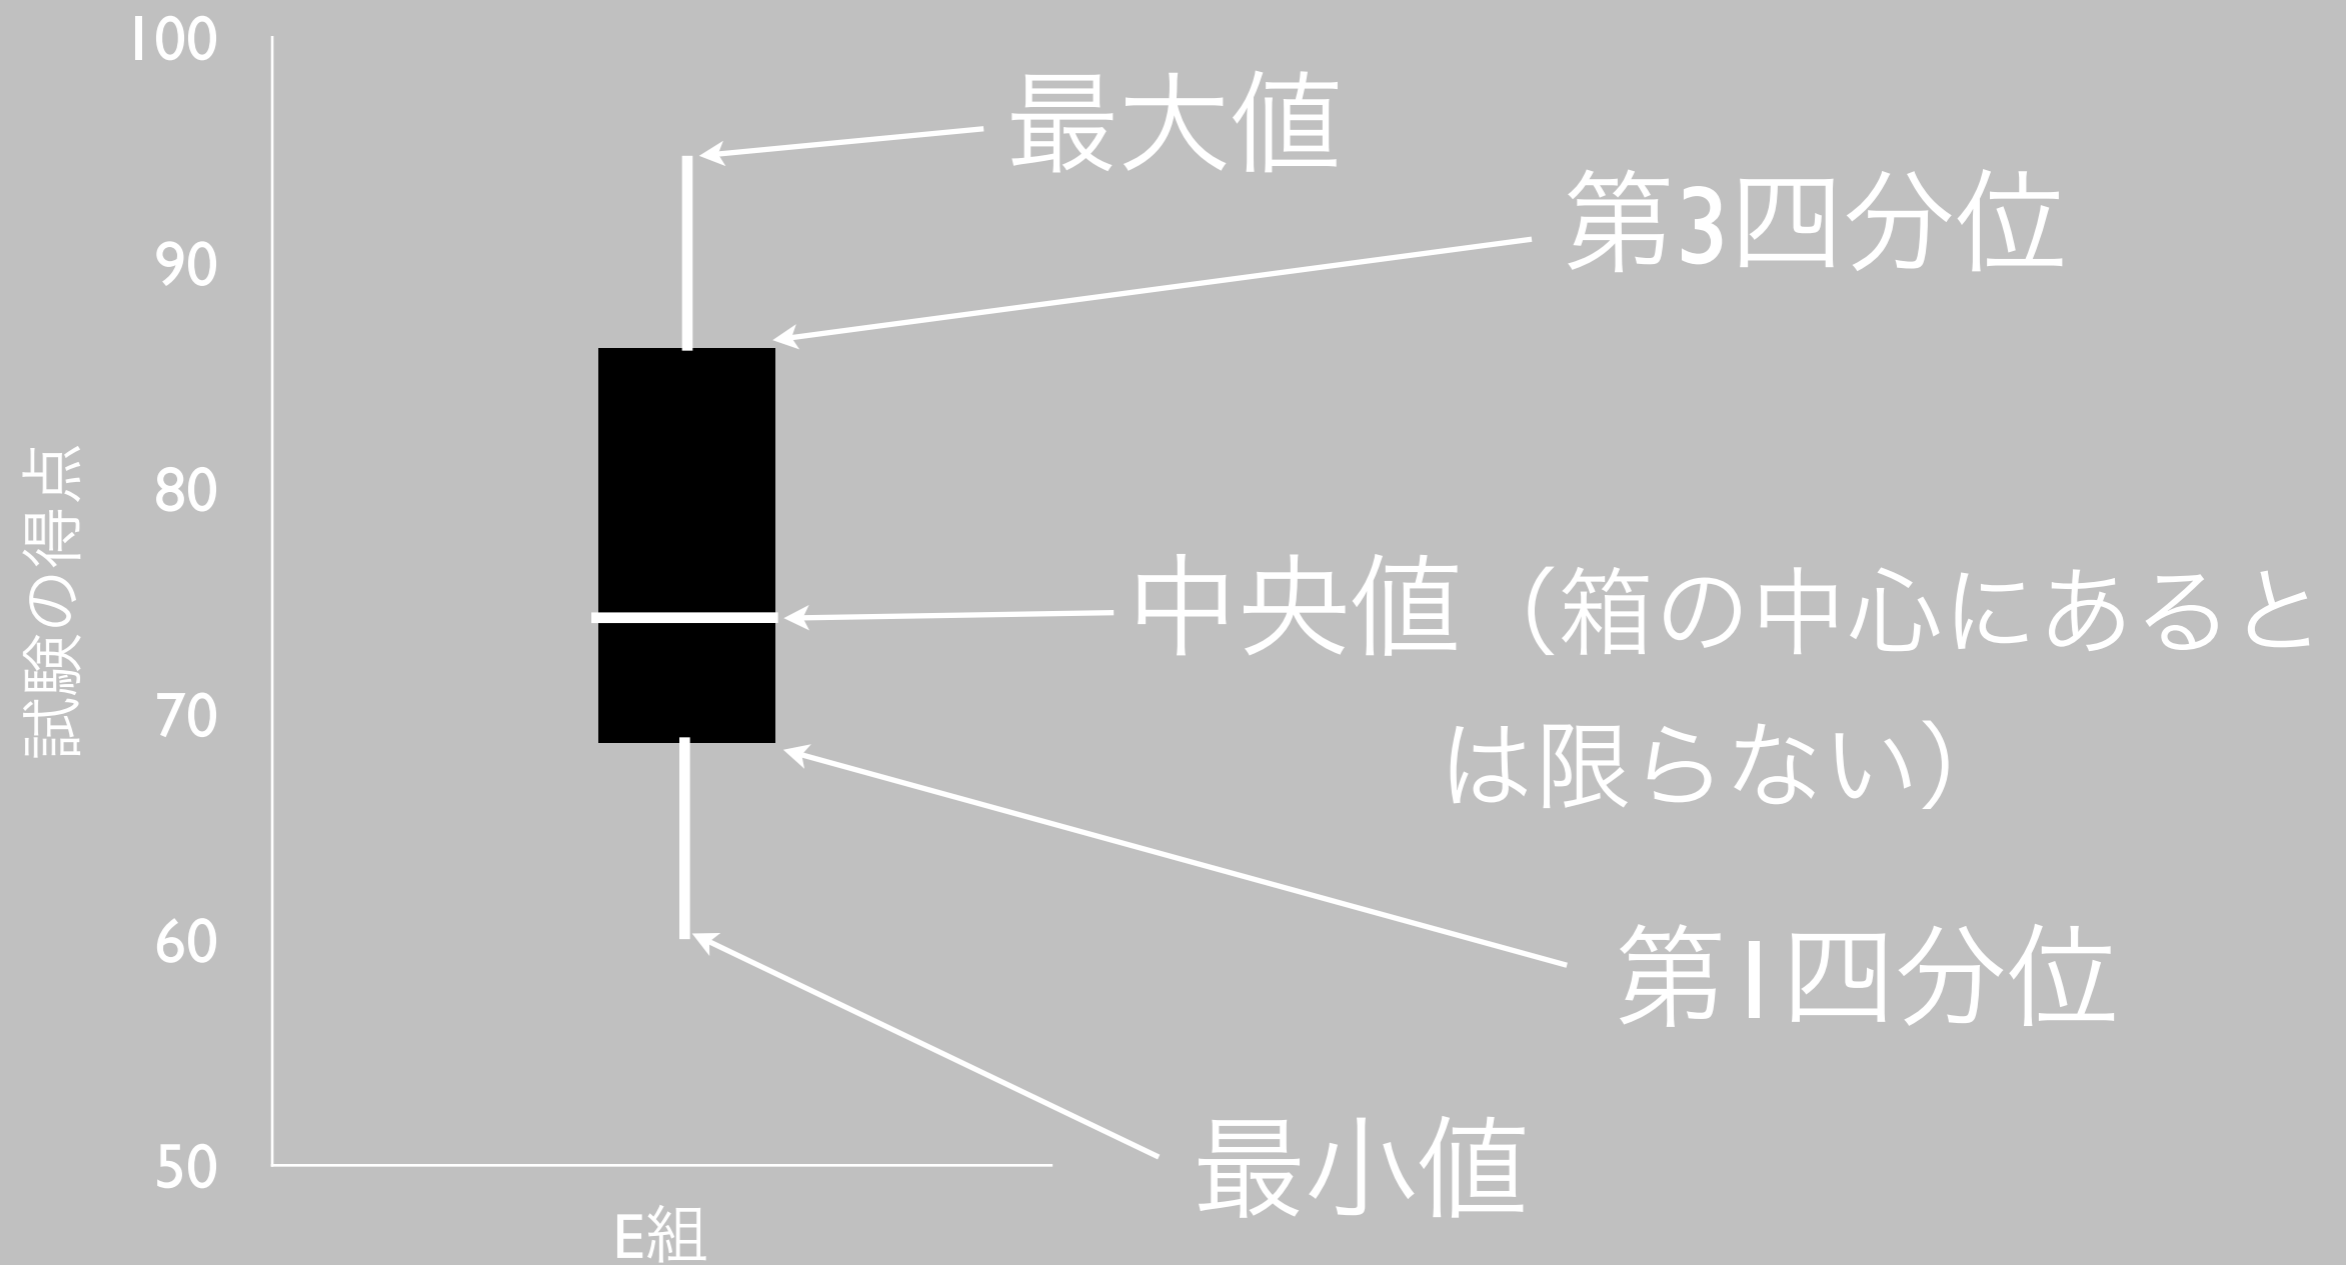 100
最大値
第3四分位
90
80
試験の得点
中央値（箱の中心にあると
は限らない）
70
60
第1四分位
最小値
50
E組